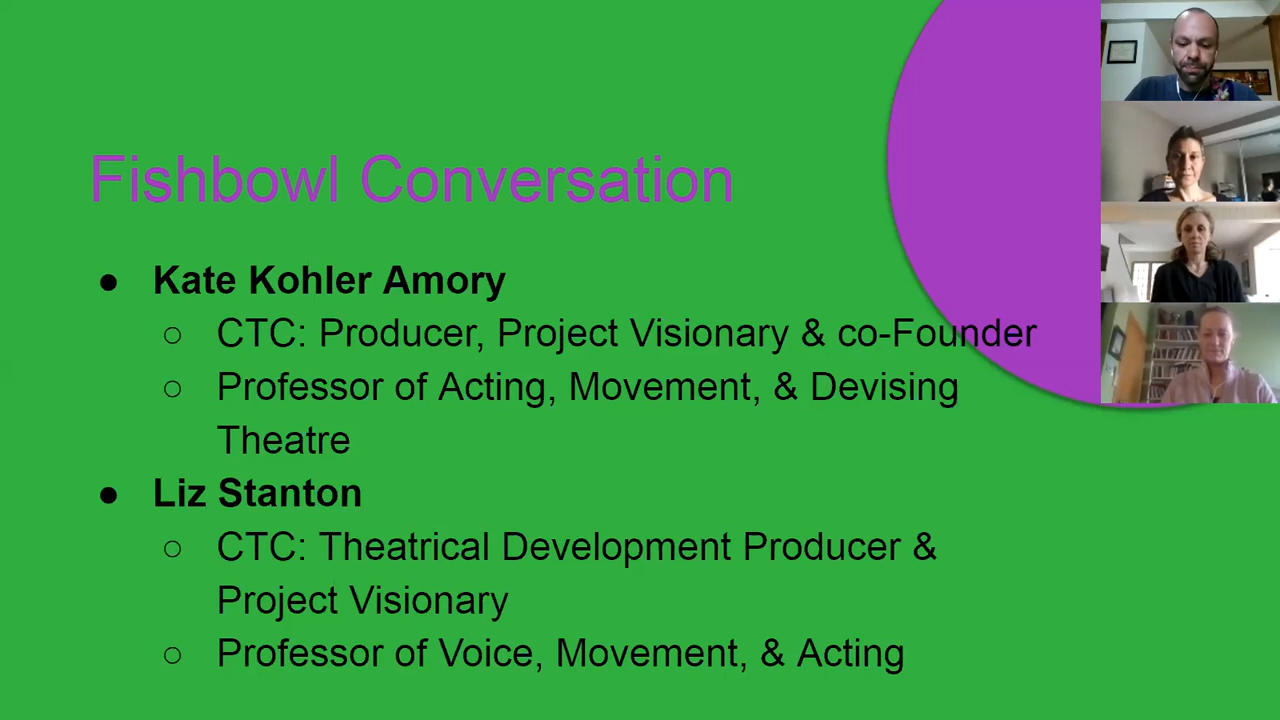 Fishbowl Conversation
● Kate Kohler Amory
○ CTC: Producer, Project Visionary & co-Founder
○ Professor of Acting, Movement, & Devising
Theatre
● Liz Stanton
○ CTC: Theatrical Development Producer &
Project Visionary
○ Professor of Voice, Movement, & Acting